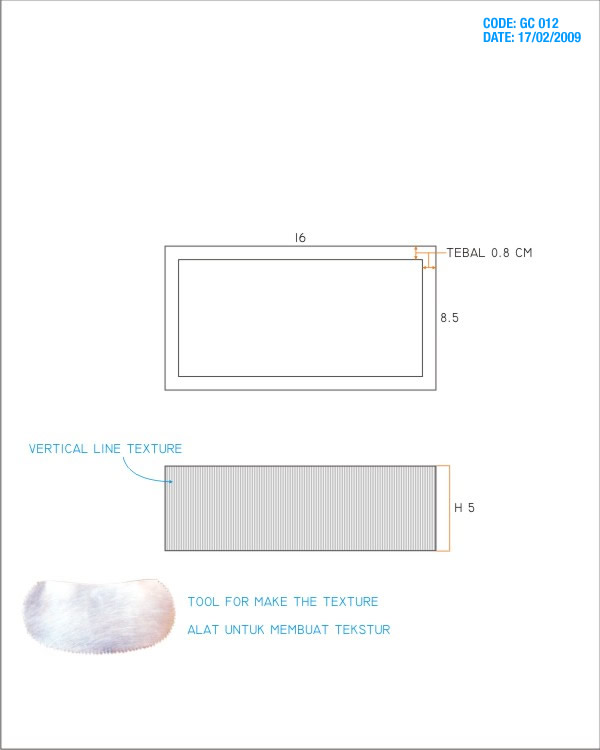 CODE: GC 012
DATE: 17/02/2009
16
TEBAL 0.8 CM
8.5
VERTICAL LINE TEXTURE
H 5
TOOL FOR MAKE THE TEXTURE
ALAT UNTUK MEMBUAT TEKSTUR